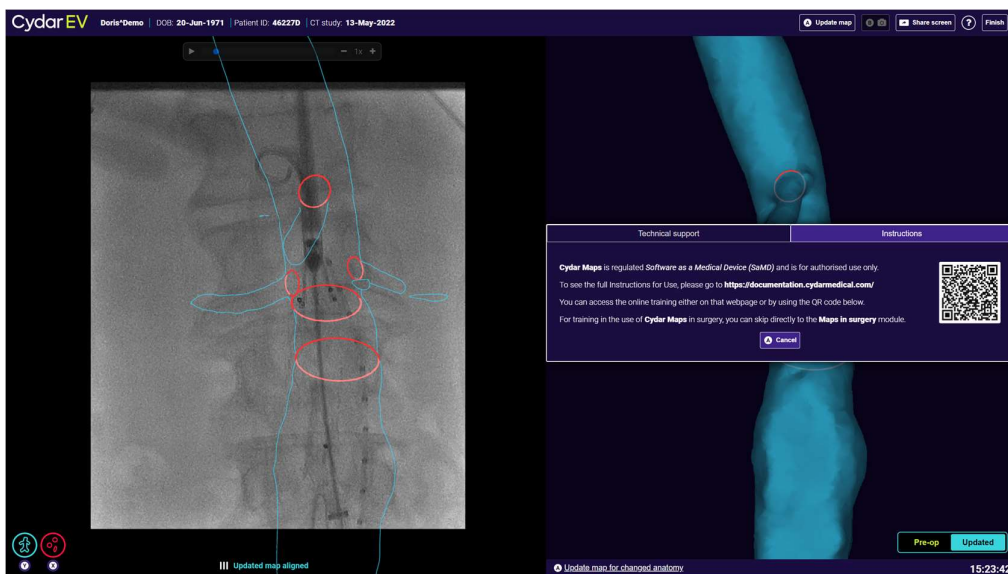 Cydar EV Doris^Demo DOB: 20-Jun-1971 Patient ID: 46227D CT study: 13-May-2022 A Update map B Share screen ? Finish
1x
Technical support Instructions
Cydar Maps is regulated Software as a Medical Device (SaMD) and is for authorised use only.
To see the full Instructions for Use, please go to https://documentation.cydarmedical.com/
You can access the online training either on that webpage or by using the QR code below.
For training in the use of Cydar Maps in surgery, you can skip directly to the Maps in surgery module.
A Cancel
Pre-op Updated
Y X
Updated map aligned
A Update map for changed anatomy
15:23:4